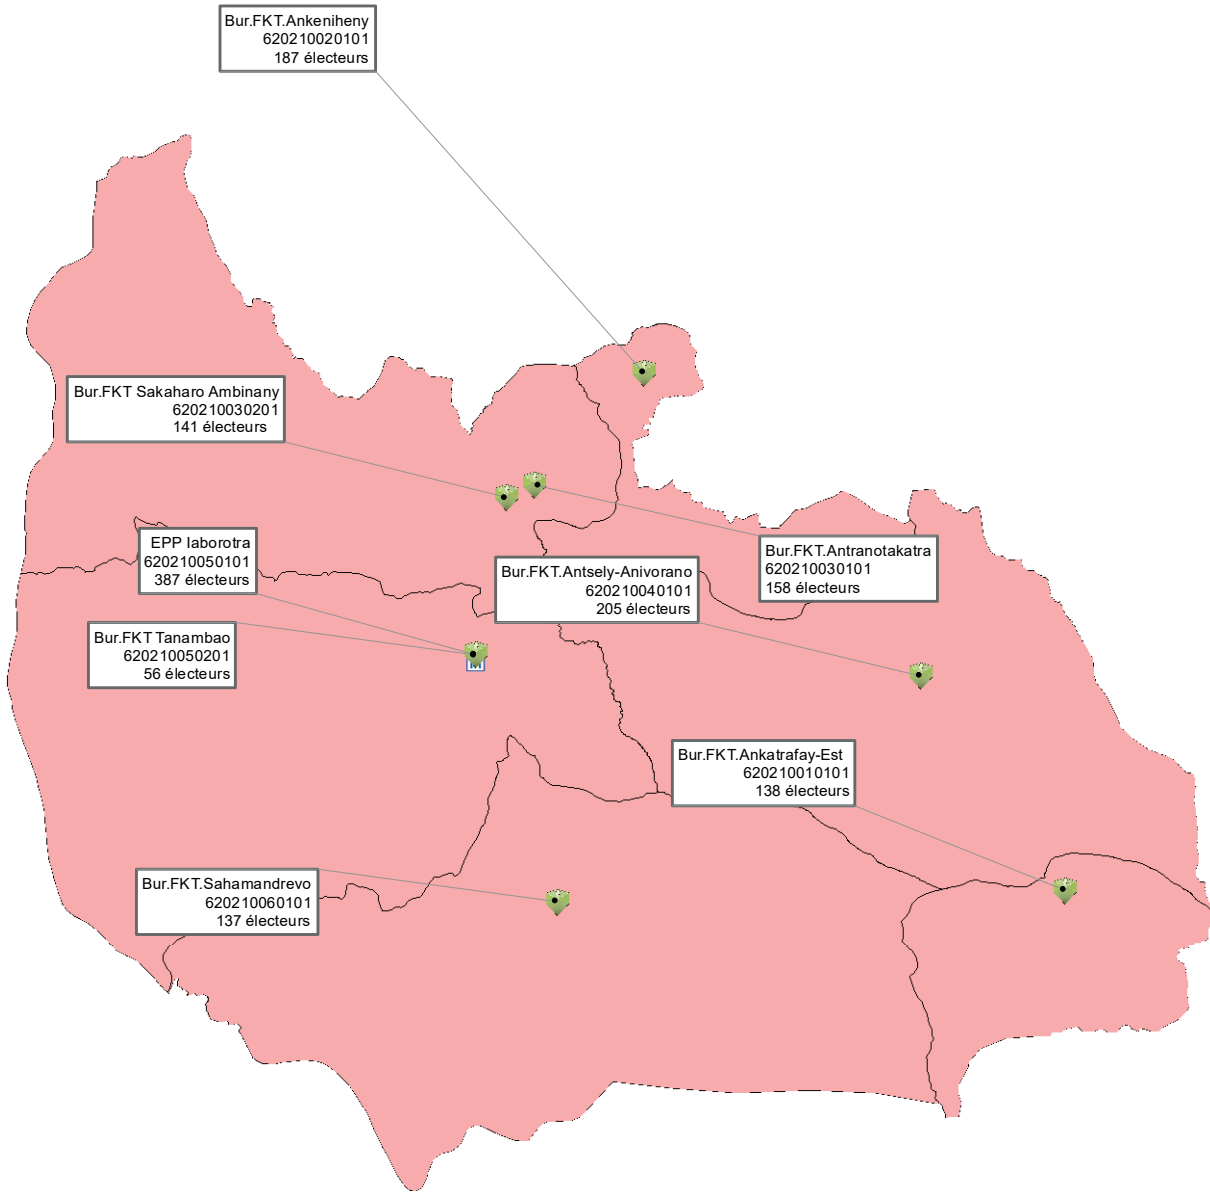 Bur.FKT.Ankeniheny
620210020101
187 électeurs
Bur.FKT Sakaharo Ambinany
620210030201
141 électeurs
EPP Iaborotra
620210050101
387 électeurs
Bur.FKT.Antsely-Anivorano
620210040101
205 électeurs
Bur.FKT.Antranotakatra
620210030101
158 électeurs
Bur.FKT Tanambao
620210050201
56 électeurs
Bur.FKT.Ankatrafay-Est
620210010101
138 électeurs
Bur.FKT.Sahamandrevo
620210060101
137 électeurs